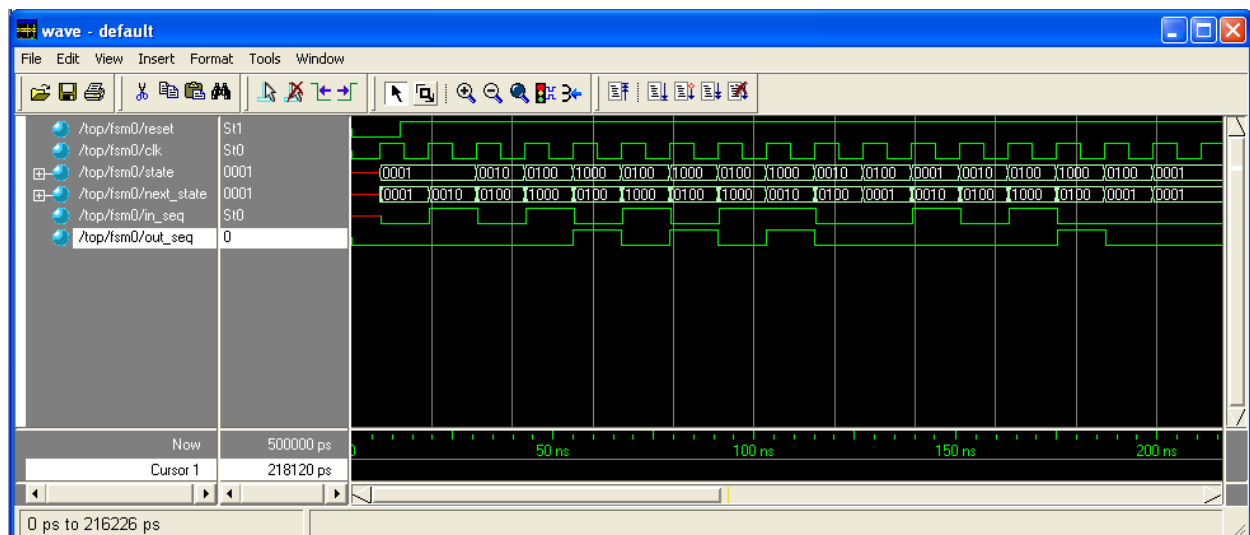 wave - default
File Edit View Insert Format Tools Window
/top/fsm0/reset St1
/top/fsm0/clk St0
/top/fsm0/state 0001 0001 0010 0100 1000 0100 1000 0100 1000 0010 0100 0001 0010 0100 1000 0100 0001
/top/fsm0/next_state 0001 0001 0010 0100 1000 0100 1000 0100 1000 0010 0100 0001 0010 0100 1000 0100 0001 0001
/top/fsm0/in_seq St0
/top/fsm0/out_seq 0
Now 500000 ps 50 ns 100 ns 150 ns 200 ns
Cursor 1 218120 ps
0 ps to 216226 ps